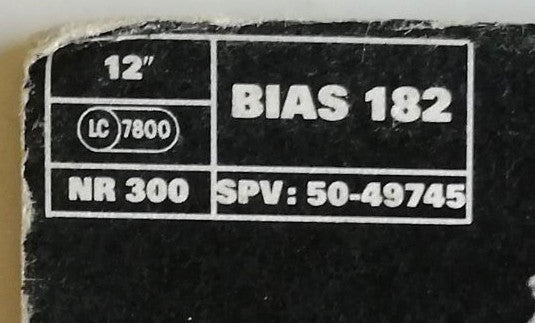 12"
BIAS 182
LC 7800
NR 300
SPV: 50-49745